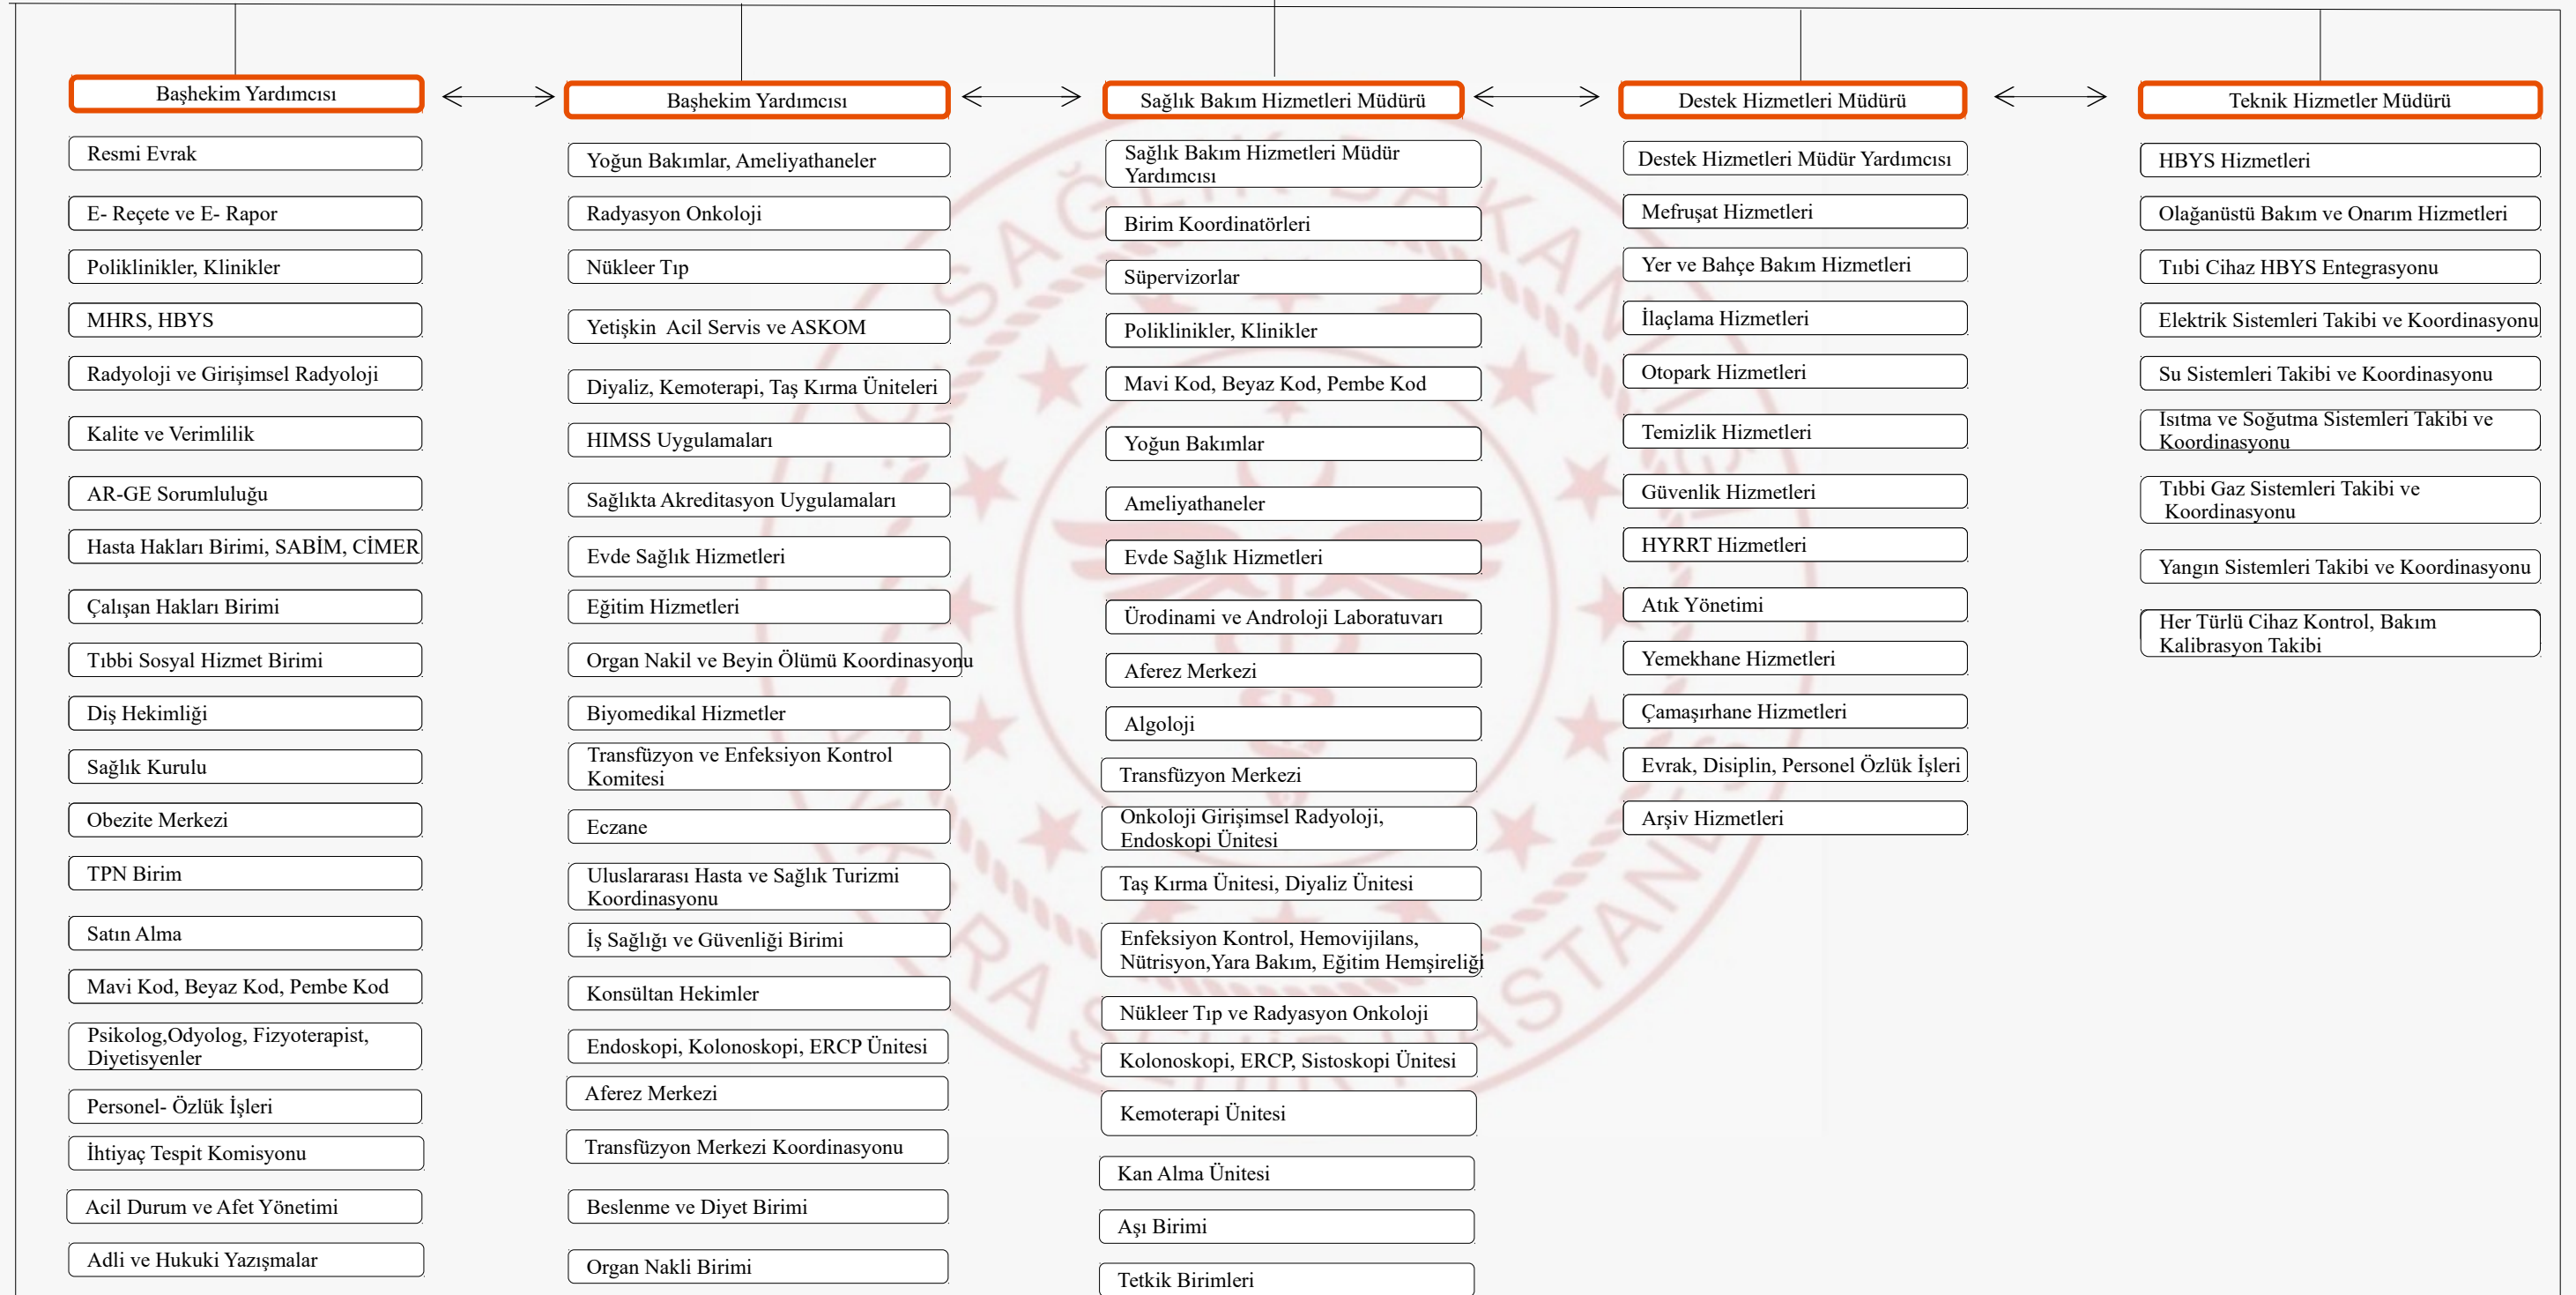 Başhekim Yardımcısı
Resmi Evrak
E- Reçete ve E- Rapor
Poliklinikler, Klinikler
MHRS, HBYS
Radyoloji ve Girişimsel Radyoloji
Kalite ve Verimlilik
AR-GE Sorumluluğu
Hasta Hakları Birimi, SABİM, CİMER
Çalışan Hakları Birimi
Tıbbi Sosyal Hizmet Birimi
Diş Hekimliği
Sağlık Kurulu
Obezite Merkezi
TPN Birim
Satın Alma
Mavi Kod, Beyaz Kod, Pembe Kod
Psikolog,Odyolog, Fizyoterapist,
Diyetisyenler
Personel- Özlük İşleri
İhtiyaç Tespit Komisyonu
Acil Durum ve Afet Yönetimi
Adli ve Hukuki Yazışmalar
Başhekim Yardımcısı
Yoğun Bakımlar, Ameliyathaneler
Radyasyon Onkoloji
Nükleer Tıp
Yetişkin  Acil Servis ve ASKOM
Diyaliz, Kemoterapi, Taş Kırma Üniteleri
HIMSS Uygulamaları
Sağlıkta Akreditasyon Uygulamaları
Evde Sağlık Hizmetleri
Eğitim Hizmetleri
Organ Nakil ve Beyin Ölümü Koordinasyonu
Biyomedikal Hizmetler
Transfüzyon ve Enfeksiyon Kontrol
Komitesi
Eczane
Uluslararası Hasta ve Sağlık Turizmi
Koordinasyonu
İş Sağlığı ve Güvenliği Birimi
Konsültan Hekimler
Endoskopi, Kolonoskopi, ERCP Ünitesi
Aferez Merkezi
Transfüzyon Merkezi Koordinasyonu
Beslenme ve Diyet Birimi
Organ Nakli Birimi
Sağlık Bakım Hizmetleri Müdürü
Sağlık Bakım Hizmetleri Müdür
Yardımcısı
Birim Koordinatörleri
Süpervizorlar
Poliklinikler, Klinikler
Mavi Kod, Beyaz Kod, Pembe Kod
Yoğun Bakımlar
Ameliyathaneler
Evde Sağlık Hizmetleri
Ürodinami ve Androloji Laboratuvarı
Aferez Merkezi
Algoloji
Transfüzyon Merkezi
Onkoloji Girişimsel Radyoloji,
Endoskopi Ünitesi
Taş Kırma Ünitesi, Diyaliz Ünitesi
Enfeksiyon Kontrol, Hemovijilans,
Nütrisyon,Yara Bakım, Eğitim Hemşireliği
Nükleer Tıp ve Radyasyon Onkoloji
Kolonoskopi, ERCP, Sistoskopi Ünitesi
Kemoterapi Ünitesi
Kan Alma Ünitesi
Aşı Birimi
Tetkik Birimleri
Destek Hizmetleri Müdürü
Destek Hizmetleri Müdür Yardımcısı
Mefruşat Hizmetleri
Yer ve Bahçe Bakım Hizmetleri
İlaçlama Hizmetleri
Otopark Hizmetleri
Temizlik Hizmetleri
Güvenlik Hizmetleri
HYRRT Hizmetleri
Atık Yönetimi
Yemekhane Hizmetleri
Çamaşırhane Hizmetleri
Evrak, Disiplin, Personel Özlük İşleri
Arşiv Hizmetleri
Teknik Hizmetler Müdürü
HBYS Hizmetleri
Olağanüstü Bakım ve Onarım Hizmetleri
Tııbi Cihaz HBYS Entegrasyonu
Elektrik Sistemleri Takibi ve Koordinasyonu
Su Sistemleri Takibi ve Koordinasyonu
Isıtma ve Soğutma Sistemleri Takibi ve
Koordinasyonu
Tıbbi Gaz Sistemleri Takibi ve
Koordinasyonu
Yangın Sistemleri Takibi ve Koordinasyonu
Her Türlü Cihaz Kontrol, Bakım
Kalibrasyon Takibi
SAĞLIK BAKANLIĞI